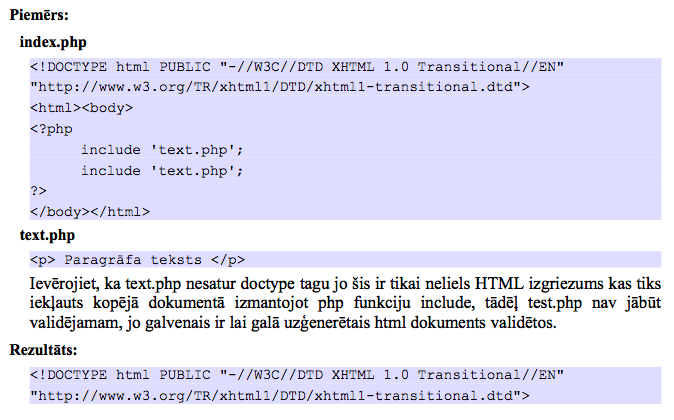 Piemērs:
index.php
<!DOCTYPE html PUBLIC "-//W3C//DTD XHTML 1.0 Transitional//EN"
"http://www.w3.org/TR/xhtml1/DTD/xhtml1-transitional.dtd">
<html><body>
<?php
include 'text.php';
include 'text.php';
?>
</body></html>
text.php
<p> Paragrāfa teksts </p>
Ievērojiet, ka text.php nesatur doctype tagu jo šis ir tikai neliels HTML izgriezums kas tiks
iekļauts kopējā dokumentā izmantojot php funkciju include, tādēļ test.php nav jābūt
validējamam, jo galvenais ir lai galā uzģenerētais html dokuments validētos.
Rezultāts:
<!DOCTYPE html PUBLIC "-//W3C//DTD XHTML 1.0 Transitional//EN"
"http://www.w3.org/TR/xhtml1/DTD/xhtml1-transitional.dtd">